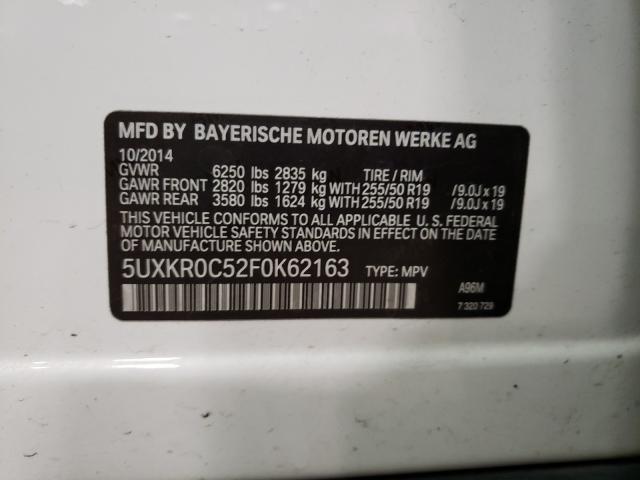 MFD BY BAYERISCHE MOTOREN WERKE AG
10/2014
GVWR 6250 lbs 2835 kg TIRE / RIM
GAWR FRONT 2820 lbs 1279 kg WITH 255/50 R19 /9.0J x 19
GAWR REAR 3580 lbs 1624 kg WITH 255/50 R19 /9.0J x 19
THIS VEHICLE CONFORMS TO ALL APPLICABLE U. S. FEDERAL
MOTOR VEHICLE SAFETY STANDARDS IN EFFECT ON THE DATE
OF MANUFACTURE SHOWN ABOVE.
5UXKR0C52F0K62163 TYPE: MPV A96M
7 320 729